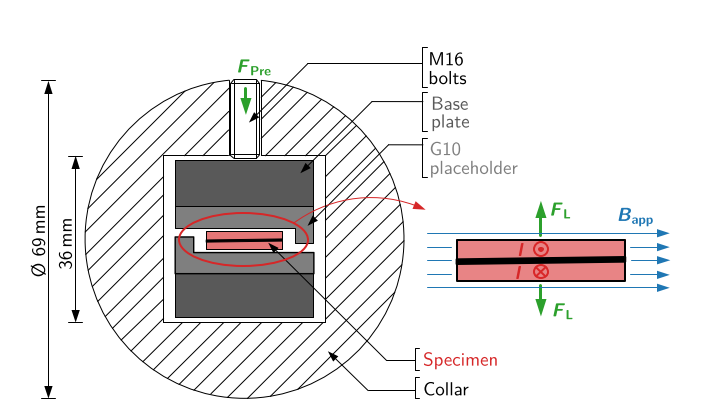 F_Pre
M16
bolts
Base
plate
G10
placeholder
Ø 69 mm
36 mm
F_L
B_app
I
I
F_L
Specimen
Collar